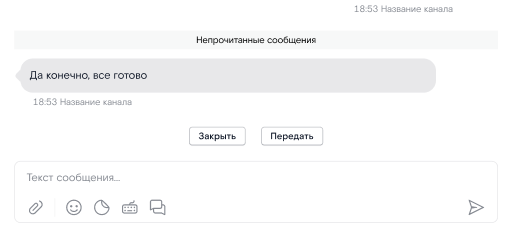 18:53 Название канала
Непрочитанные сообщения
Да конечно, все готово
18:53 Название канала
Закрыть Передать
Текст сообщения...